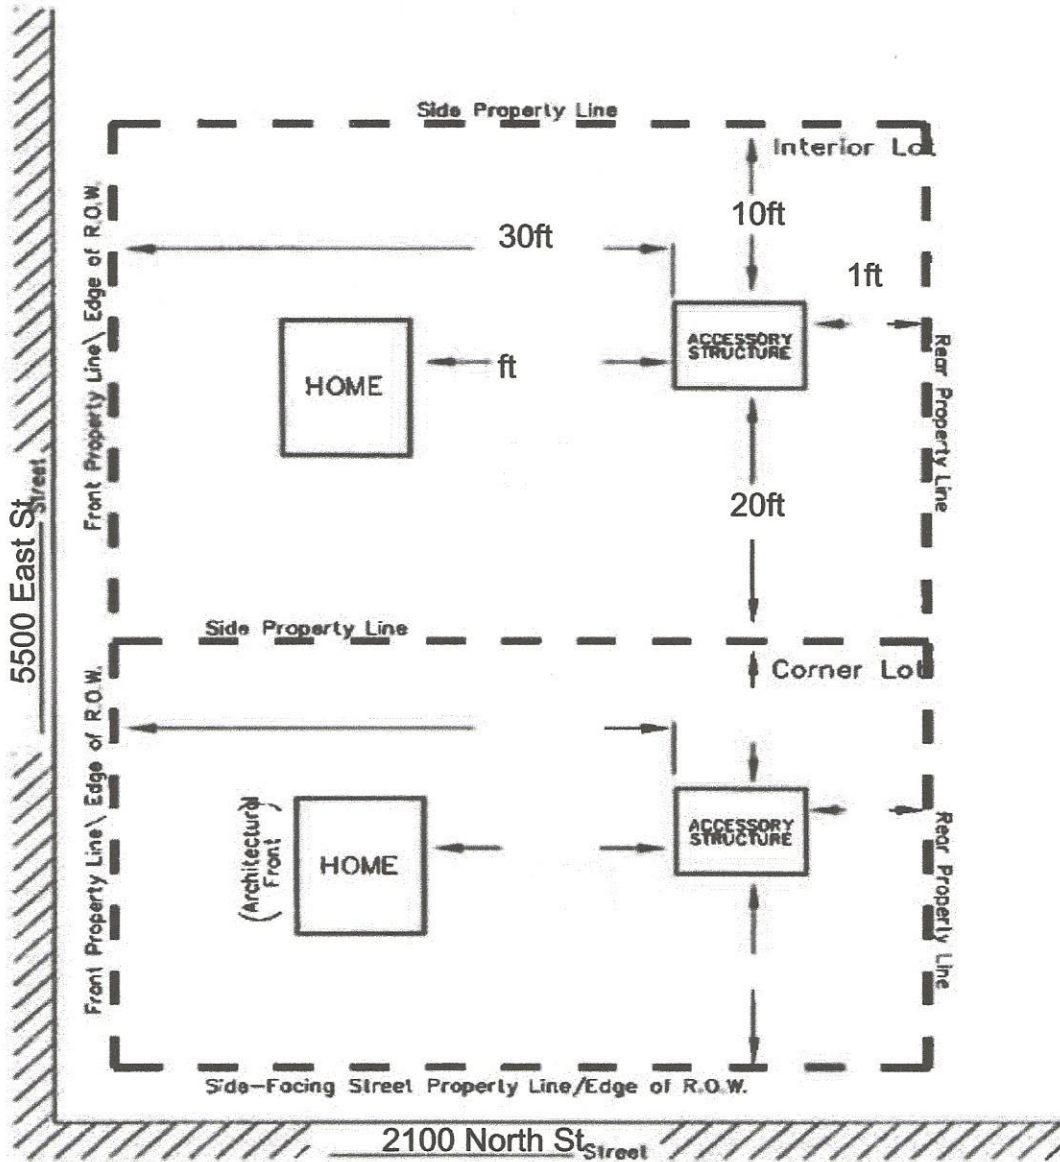 Side Property Line
Interior Lot
Front Property Line\ Edge of R.O.W.
30ft
10ft
1ft
ACCESSORY
STRUCTURE
HOME
ft
Rear Property Line
20ft
5500 East St
Street
Side Property Line
Corner Lot
Front Property Line\ Edge of R.O.W.
(Architectural
Front)
HOME
ACCESSORY
STRUCTURE
Rear Property Line
Side-Facing Street Property Line/Edge of R.O.W.
2100 North St
Street